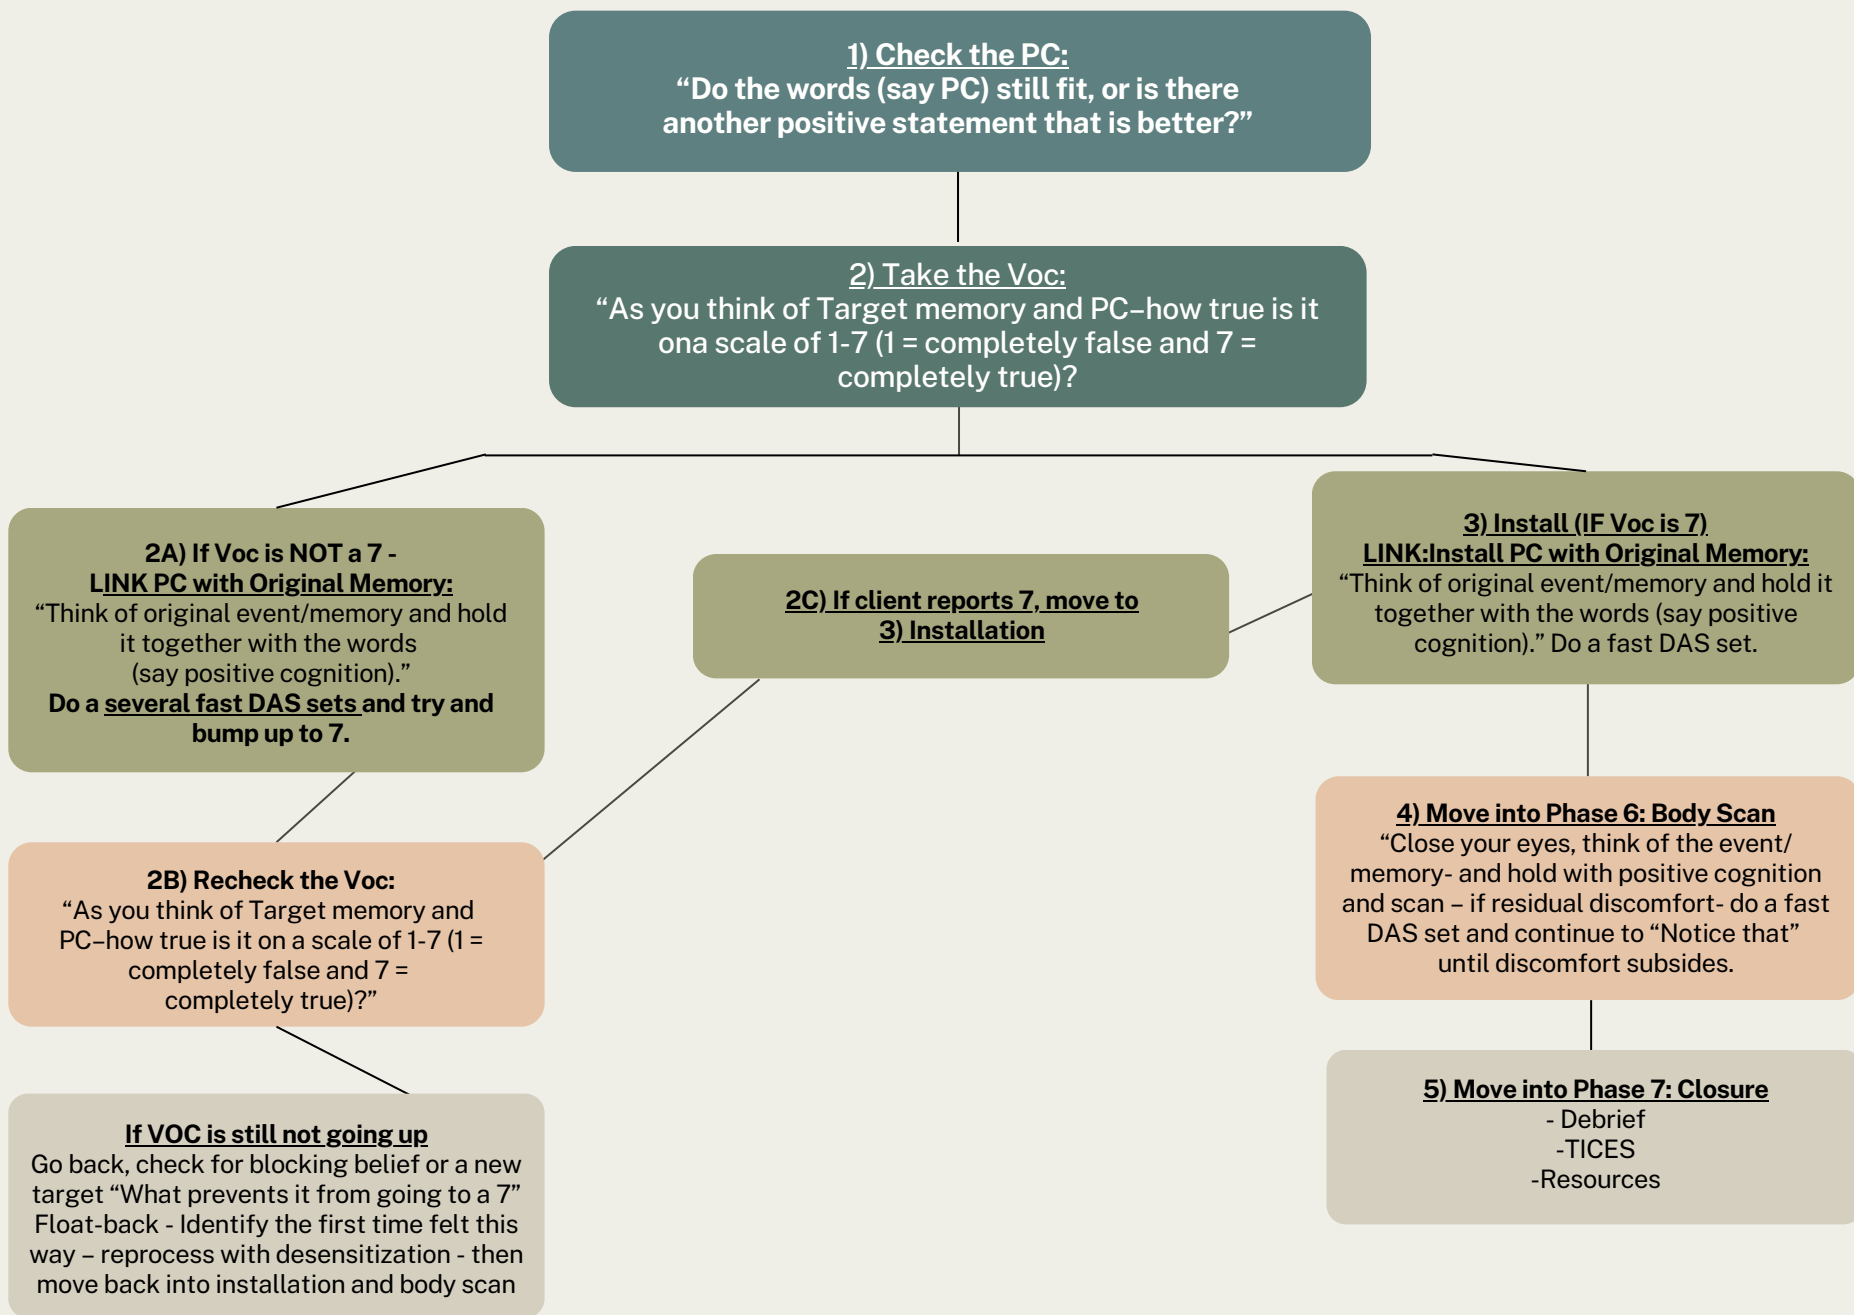 1) Check the PC:
“Do the words (say PC) still fit, or is there
another positive statement that is better?”
2) Take the Voc:
“As you think of Target memory and PC–how true is it
ona scale of 1-7 (1 = completely false and 7 =
completely true)?
2A) If Voc is NOT a 7 -
LINK PC with Original Memory:
“Think of original event/memory and hold
it together with the words
(say positive cognition).”
Do a several fast DAS sets and try and
bump up to 7.
2B) Recheck the Voc:
“As you think of Target memory and
PC–how true is it on a scale of 1-7 (1 =
completely false and 7 =
completely true)?”
If VOC is still not going up
Go back, check for blocking belief or a new
target “What prevents it from going to a 7”
Float-back - Identify the first time felt this
way – reprocess with desensitization - then
move back into installation and body scan
2C) If client reports 7, move to
3) Installation
3) Install (IF Voc is 7)
LINK:Install PC with Original Memory:
“Think of original event/memory and hold it
together with the words (say positive
cognition).” Do a fast DAS set.
4) Move into Phase 6: Body Scan
“Close your eyes, think of the event/
memory- and hold with positive cognition
and scan – if residual discomfort- do a fast
DAS set and continue to “Notice that”
until discomfort subsides.
5) Move into Phase 7: Closure
- Debrief
-TICES
-Resources